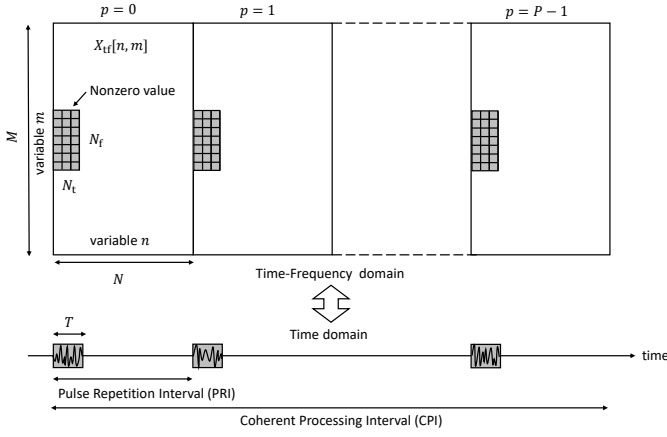 p = 0 p = 1 p = P − 1
X_tf[n, m]
Nonzero value
M
variable m
N_f
N_t
variable n
N
Time-Frequency domain
Time domain
T
time
Pulse Repetition Interval (PRI)
Coherent Processing Interval (CPI)